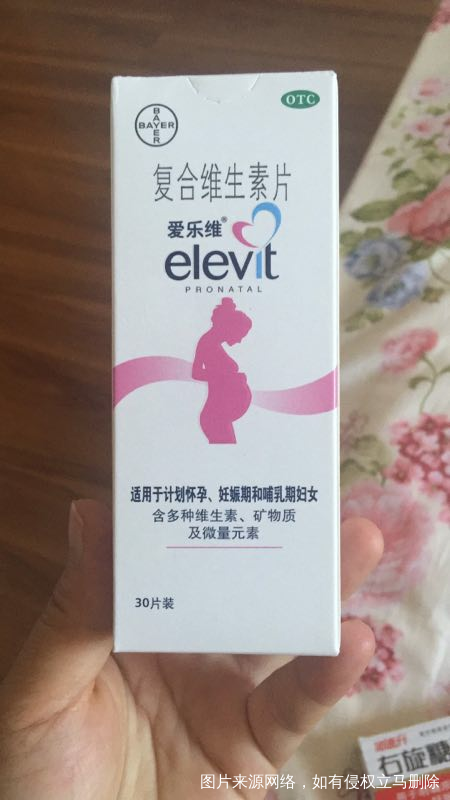 OTC
BAYER
BAYER
复合维生素片
爱乐维®
elevit
PRONATAL
适用于计划怀孕、妊娠期和哺乳期妇女
含多种维生素、矿物质
及微量元素
30片装
右旋糖
图片来源网络，如有侵权立马删除